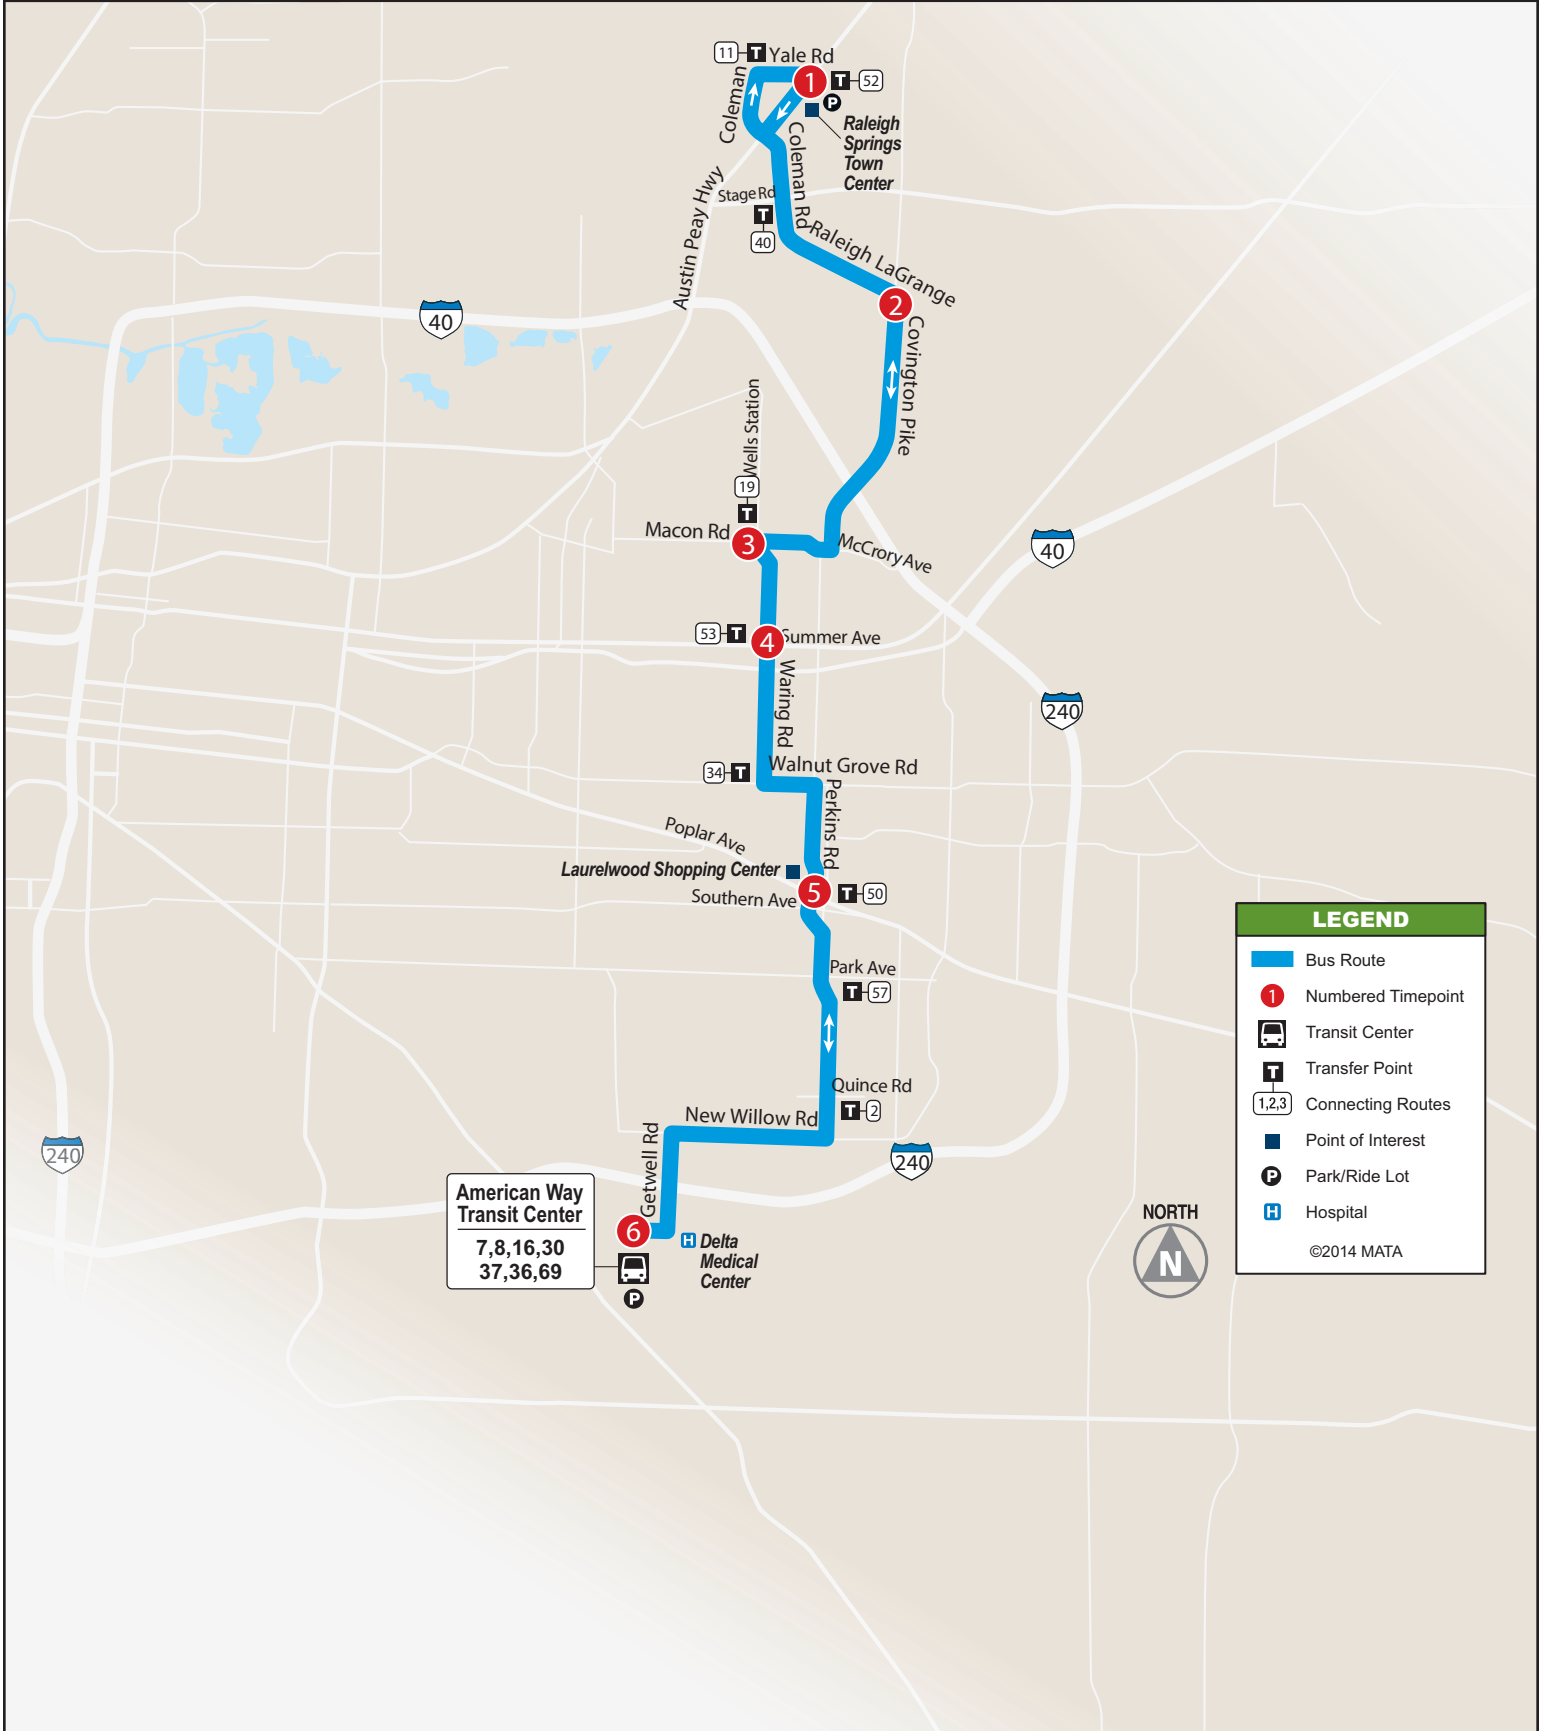 11
T
Yale Rd
1
T
52
P
Coleman
Raleigh
Springs
Town
Center
Coleman Rd
Austin Peay Hwy
Stage Rd
T
40
Raleigh LaGrange
2
40
Covington Pike
Wells Station
19
T
Macon Rd
3
McCrory Ave
40
53
T
4
Summer Ave
Waring Rd
240
34
T
Walnut Grove Rd
Perkins Rd
Poplar Ave
Laurelwood Shopping Center
Southern Ave
5
T
50
Park Ave
T
57
Quince Rd
T
2
New Willow Rd
Getwell Rd
240
240
American Way
Transit Center
7,8,16,30
37,36,69
6
P
H
Delta
Medical
Center
NORTH
N
LEGEND
Bus Route
1
Numbered Timepoint
Transit Center
T
Transfer Point
1,2,3
Connecting Routes
Point of Interest
P
Park/Ride Lot
H
Hospital
©2014 MATA